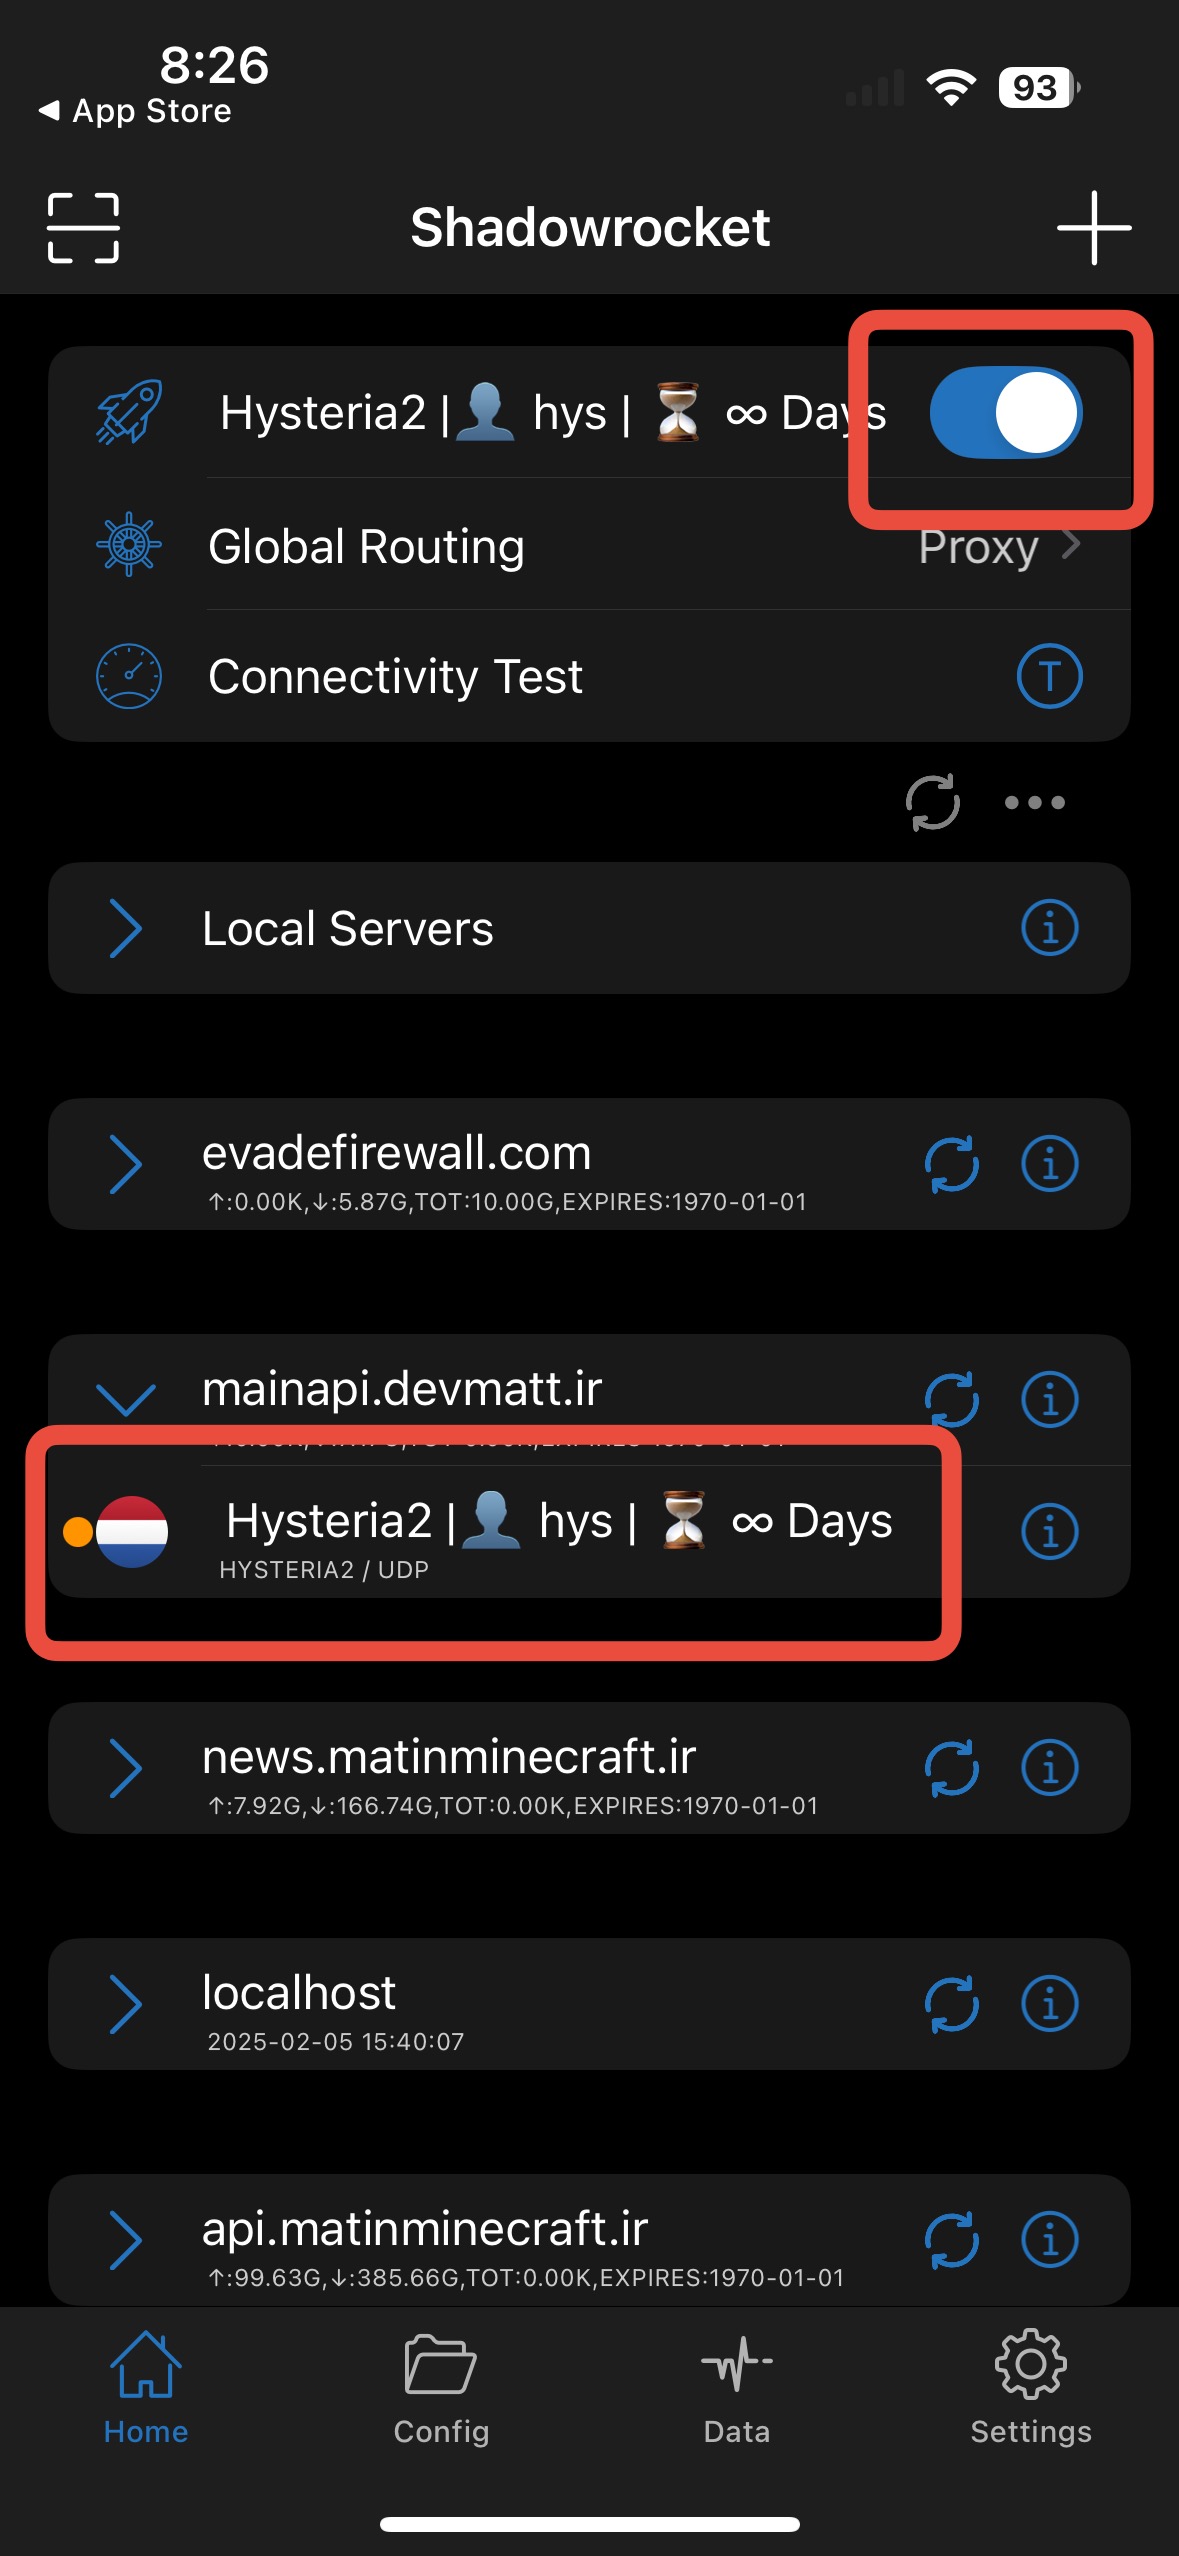 8:26
93
◀ App Store
Shadowrocket
Hysteria2 |👤 hys | ⏳ ∞ Days
Global Routing
Proxy
Connectivity Test
T
Local Servers
evadefirewall.com
↑:0.00K,↓:5.87G,TOT:10.00G,EXPIRES:1970-01-01
mainapi.devmatt.ir
Hysteria2 |👤 hys | ⏳ ∞ Days
HYSTERIA2 / UDP
news.matinminecraft.ir
↑:7.92G,↓:166.74G,TOT:0.00K,EXPIRES:1970-01-01
localhost
2025-02-05 15:40:07
api.matinminecraft.ir
↑:99.63G,↓:385.66G,TOT:0.00K,EXPIRES:1970-01-01
Home
Config
Data
Settings